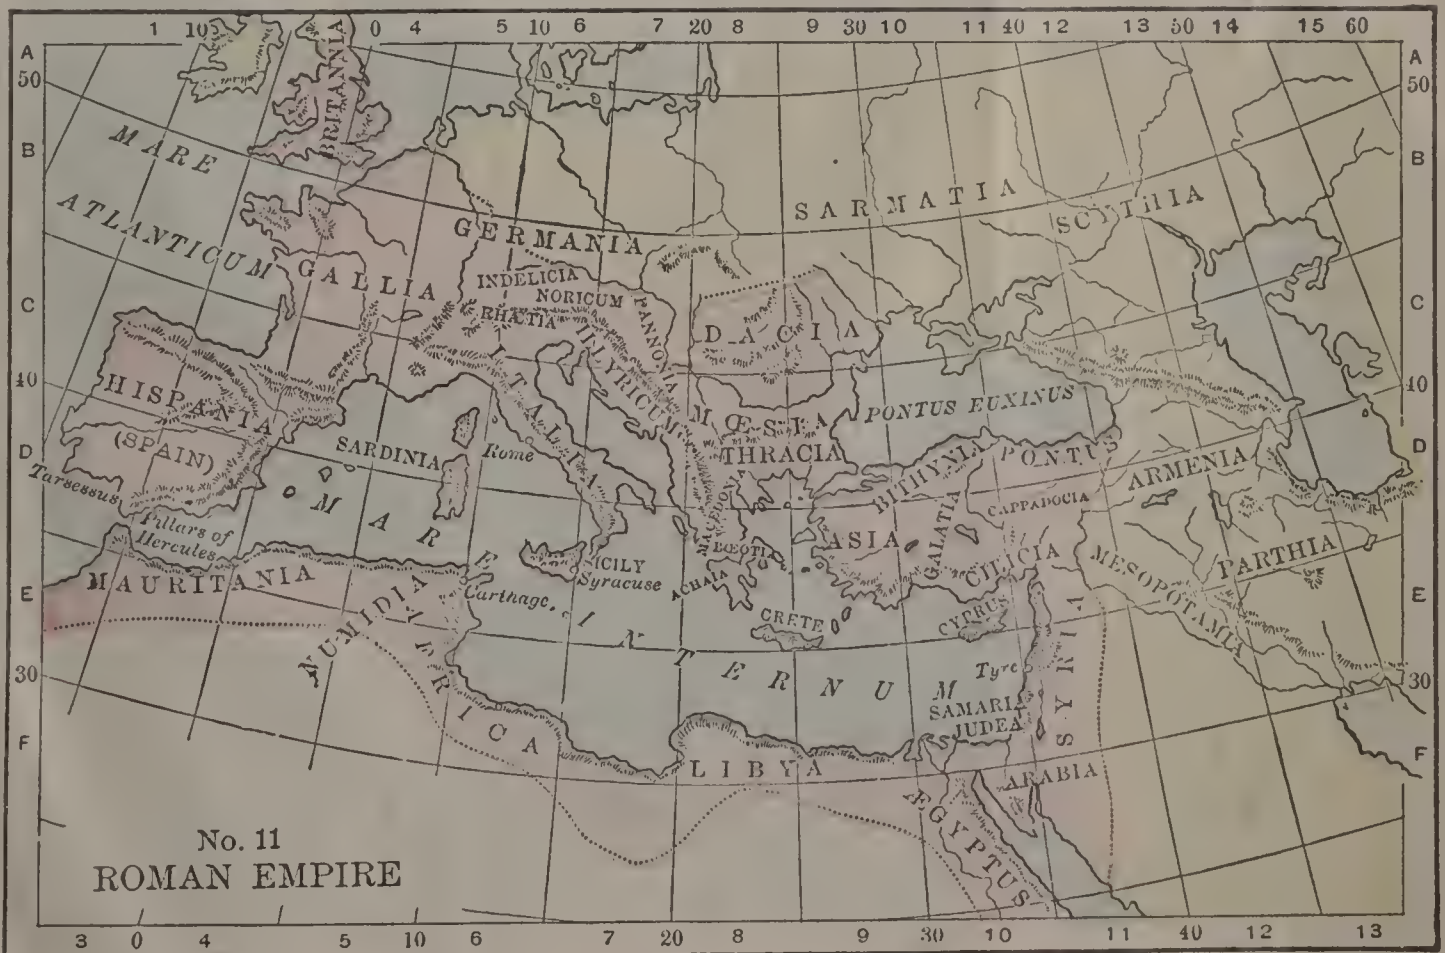 1 10 0 4 5 10 6 7 20 8 9 30 10 11 40 12 13 50 14 15 60
A
50
B
C
40
D
E
30
F
A
50
B
C
40
D
E
30
F
MARE
ATLANTICUM
BRITANNIA
GERMANIA
SARMATIA
SCYTHIA
GALLIA
INDELICIA
NORICUM
RHÆTIA
PANNONIA
ILLYRICUM
DACIA
ITALIA
HISPANIA
(SPAIN)
Tarsessus
Pillars of
Hercules
SARDINIA
Rome
MŒSIA
THRACIA
MACEDONIA
PONTUS EUXINUS
BITHYNIA
PONTUS
ARMENIA
CAPPADOCIA
GALATIA
ASIA
CILICIA
BŒOTIA
ACHAIA
MESOPOTAMIA
PARTHIA
MARE INTERNUM
SICILY
Syracuse
Carthage
CRETE
CYPRUS
MAURITANIA
NUMIDIA
AFRICA
Tyre
SYRIA
SAMARIA
JUDEA
LIBYA
ARABIA
ÆGYPTUS
No. 11
ROMAN EMPIRE
3 0 4 5 10 6 7 20 8 9 30 10 11 40 12 13